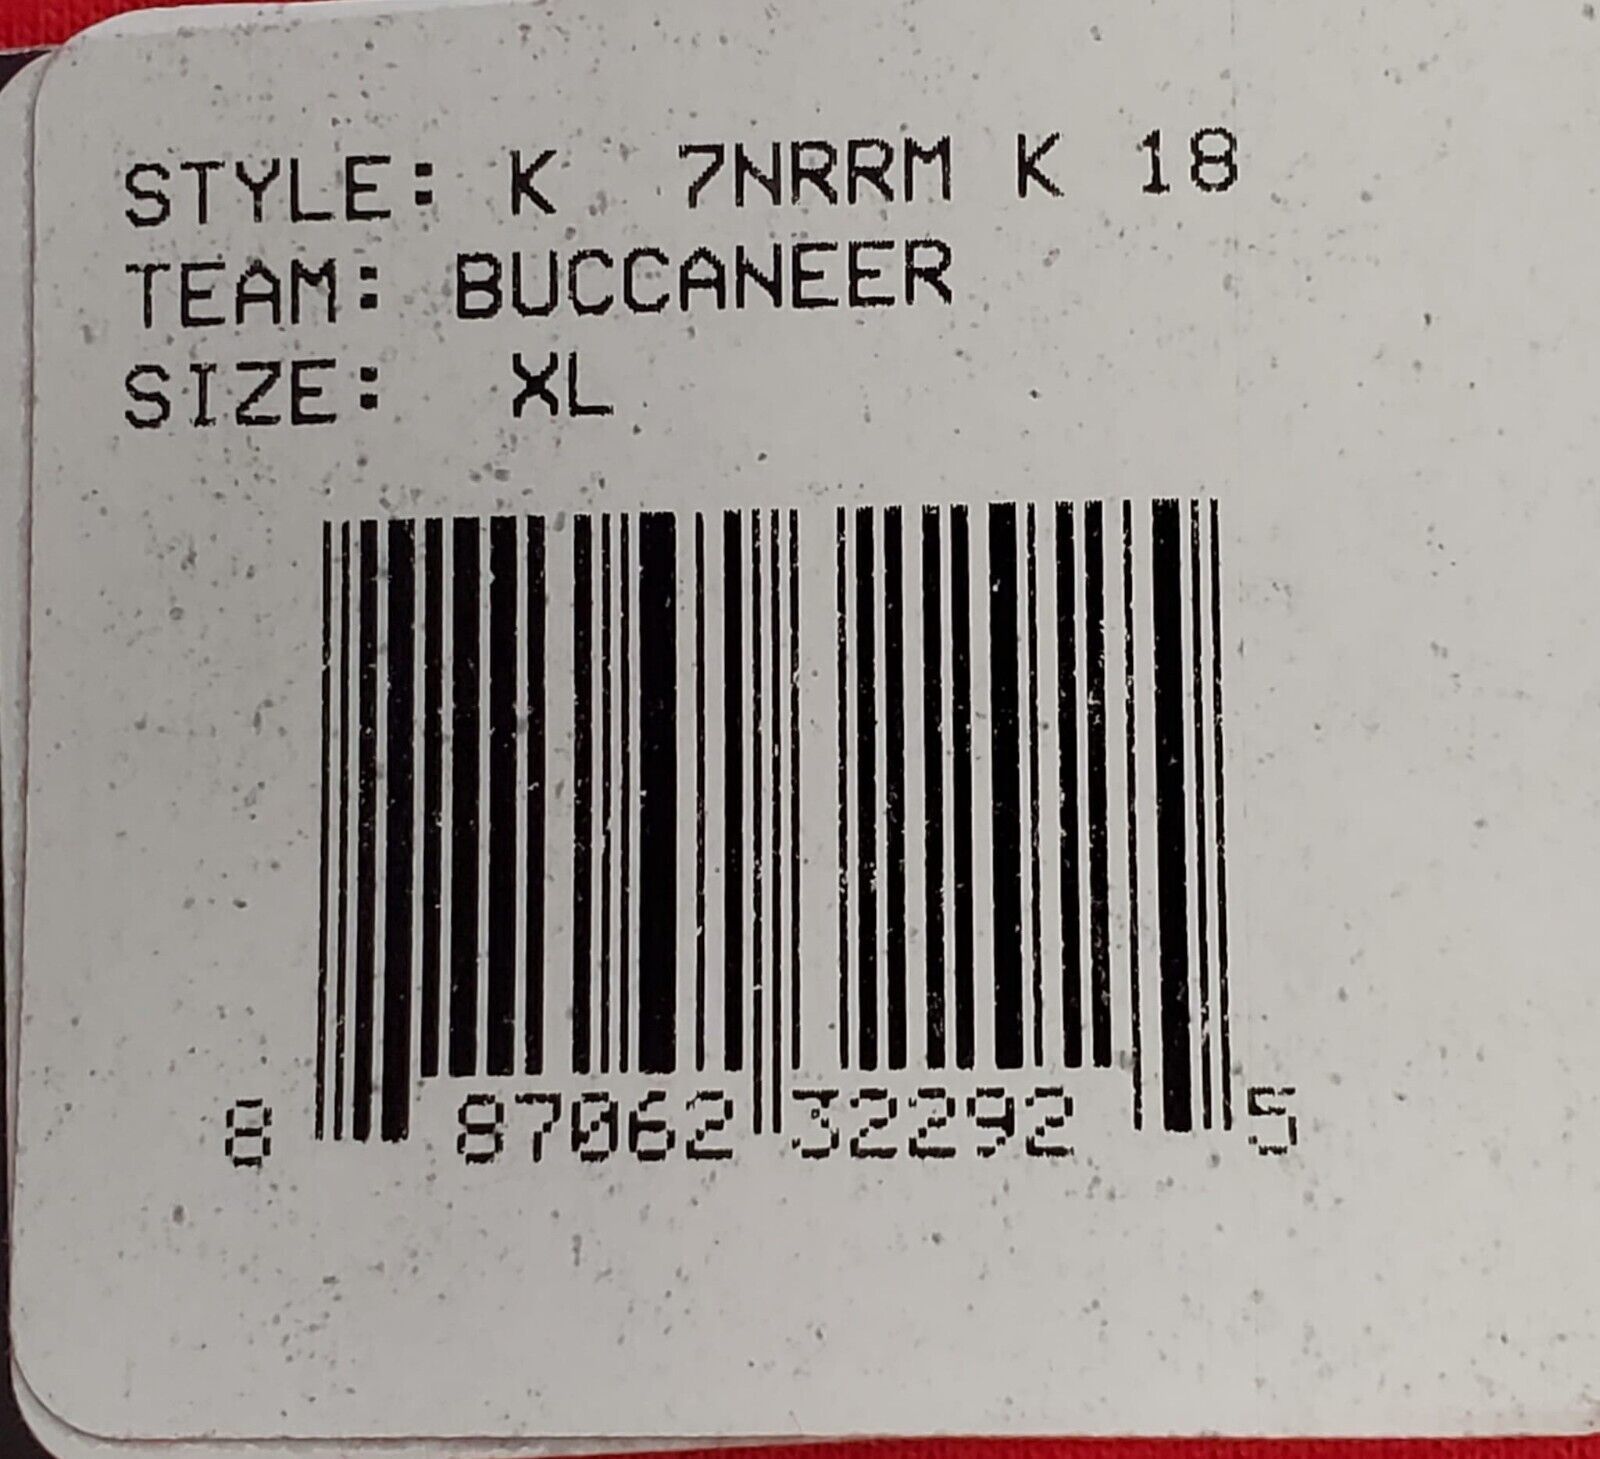 STYLE: K 7NRRM K 18
TEAM: BUCCANEER
SIZE: XL
8 87062 32292 5